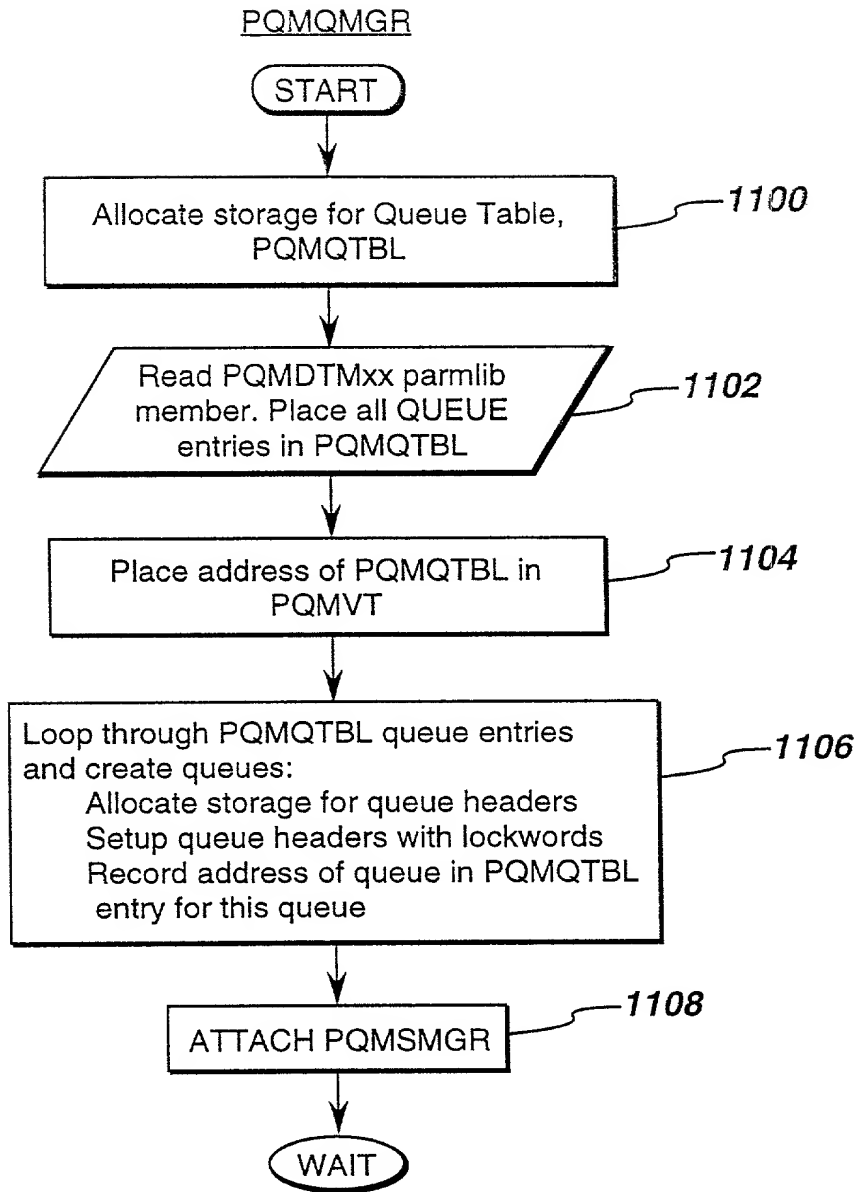 PQMQMGR
START
Allocate storage for Queue Table,
PQMQTBL
1100
Read PQMDTMxx parmlib
member. Place all QUEUE
entries in PQMQTBL
1102
Place address of PQMQTBL in
PQMVT
1104
Loop through PQMQTBL queue entries
and create queues:
Allocate storage for queue headers
Setup queue headers with lockwords
Record address of queue in PQMQTBL
entry for this queue
1106
ATTACH PQMSMGR
1108
WAIT